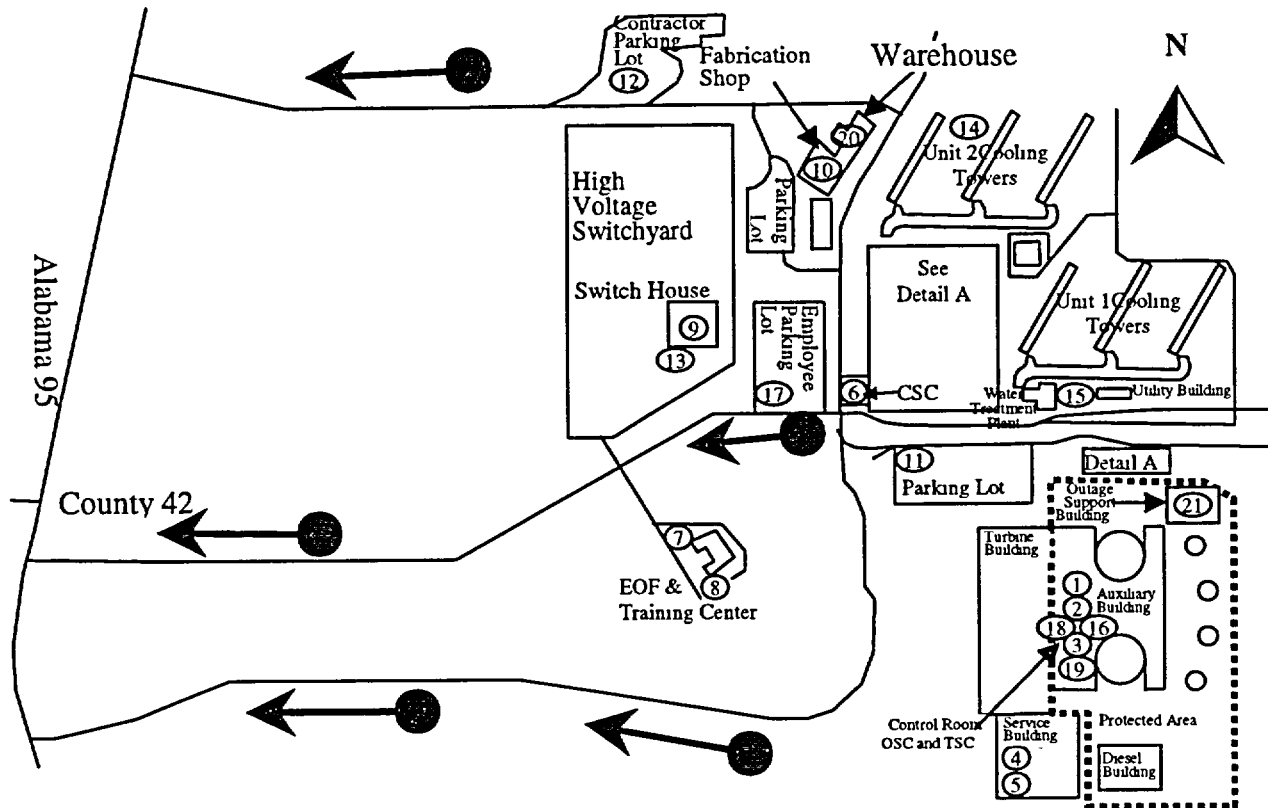 Contractor
Parking
Lot
12
Fabrication
Shop
Warehouse
N
20
10
14
Unit 2Cooling
Towers
High
Voltage
Switchyard
Parking
Lot
See
Detail A
Switch House
9
13
Employee
Parking
Lot
17
Unit 1Cooling
Towers
Alabama 95
6
CSC
Water
Treatment
Plant
15
Utility Building
11
Parking Lot
Detail A
County 42
Outage
Support
Building
21
7
8
EOF &
Training Center
Turbine
Building
1
2
Auxiliary
Building
18
16
3
19
Control Room
OSC and TSC
Service
Building
4
5
Protected Area
Diesel
Building